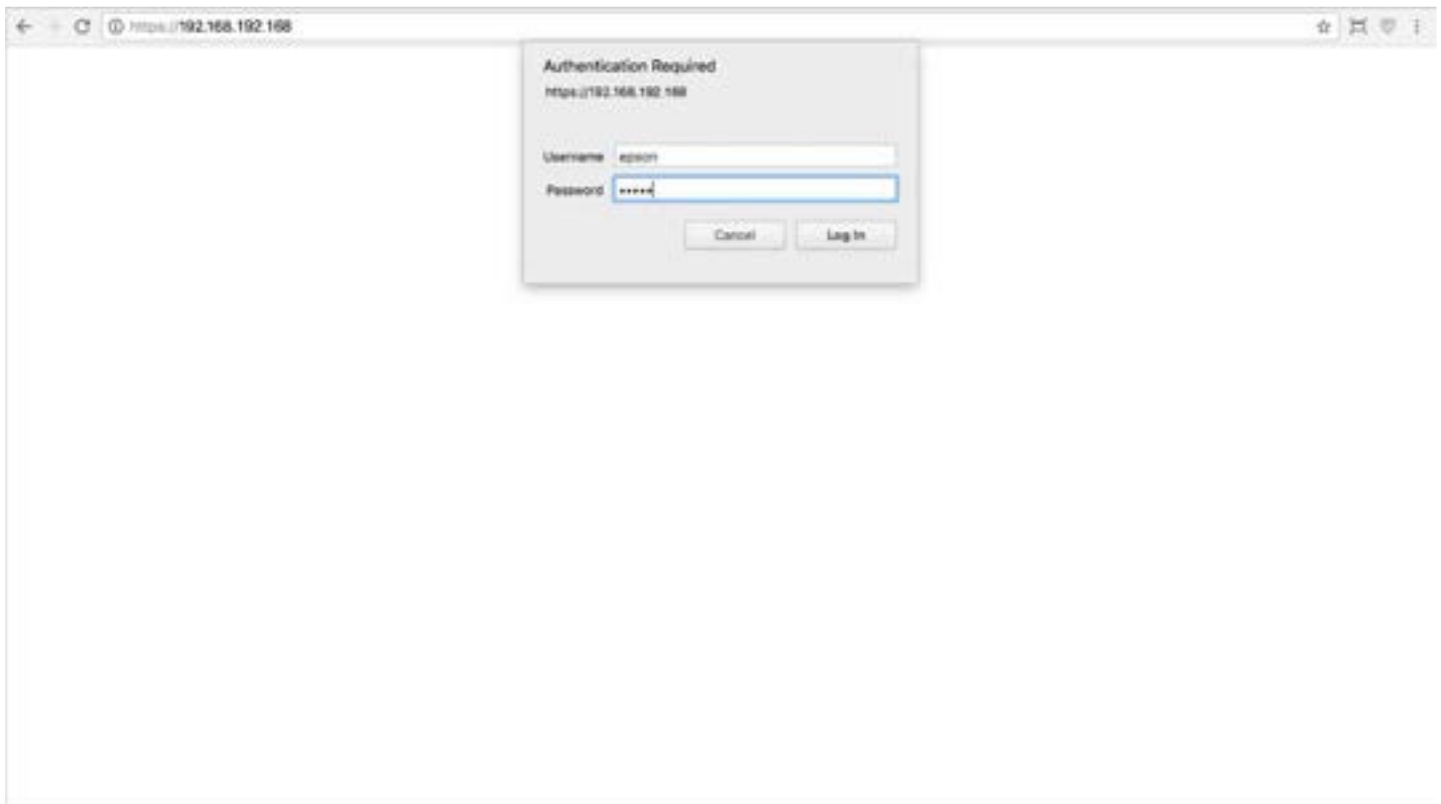 https://192.168.192.168
Authentication Required
https://192.168.192.168
Username epson
Password •••••
Cancel Log In